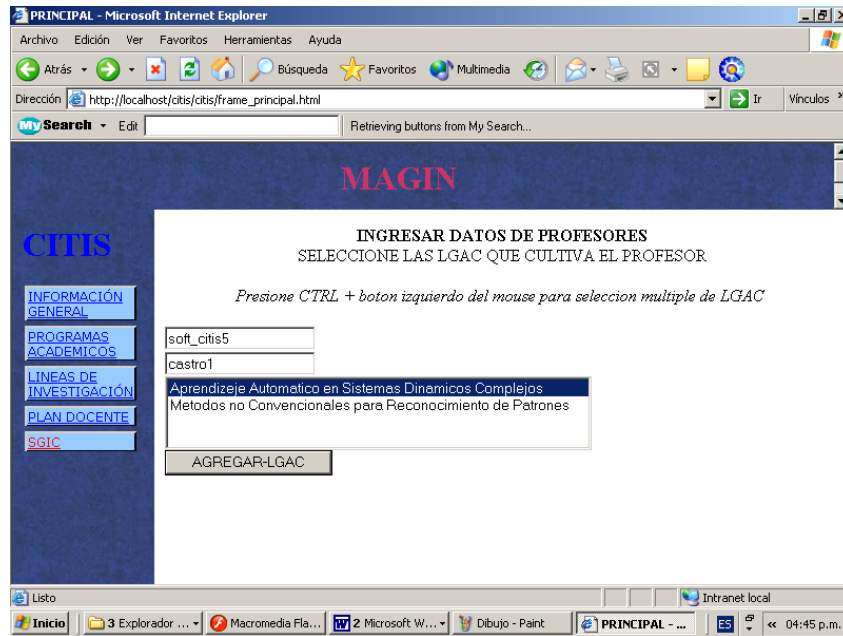 PRINCIPAL - Microsoft Internet Explorer
Archivo Edición Ver Favoritos Herramientas Ayuda
Atrás Búsqueda Favoritos Multimedia
Dirección http://localhost/citis/citis/frame_principal.html Ir Vínculos »
My Search Edit Retrieving buttons from My Search...
MAGIN
CITIS
INGRESAR DATOS DE PROFESORES
SELECCIONE LAS LGAC QUE CULTIVA EL PROFESOR
Presione CTRL + boton izquierdo del mouse para seleccion multiple de LGAC
INFORMACIÓN
GENERAL
PROGRAMAS
ACADEMICOS
LINEAS DE
INVESTIGACIÓN
PLAN DOCENTE
SGIC
soft_citis5
castro1
Aprendizeje Automatico en Sistemas Dinamicos Complejos
Metodos no Convencionales para Reconocimiento de Patrones
AGREGAR-LGAC
Listo Intranet local
Inicio 3 Explorador ... Macromedia Fla... 2 Microsoft W... Dibujo - Paint PRINCIPAL - ... ES « 04:45 p.m.